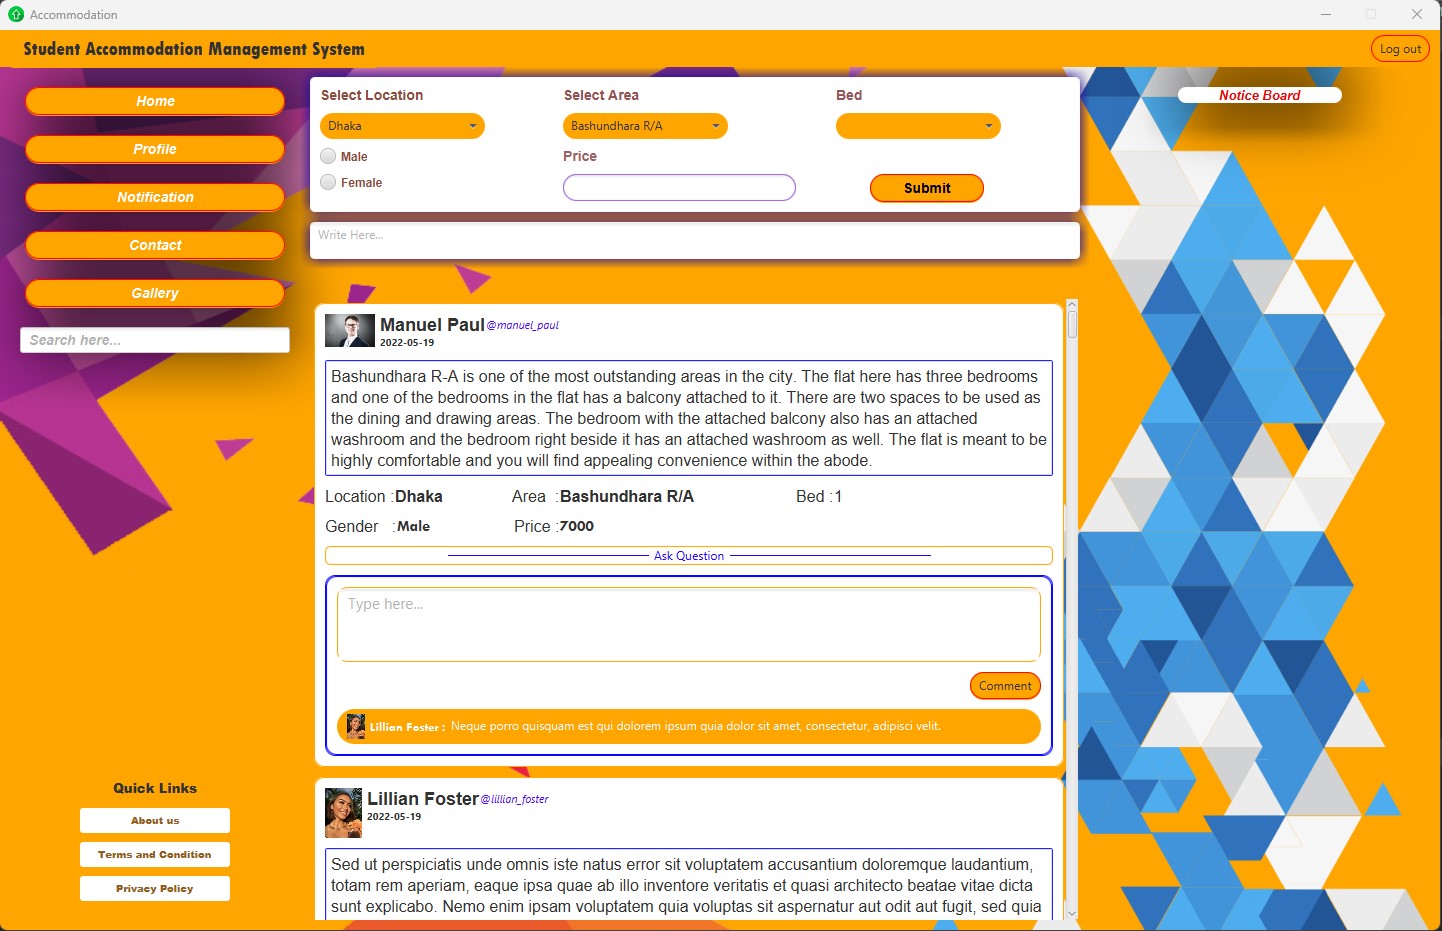 Accommodation
Student Accommodation Management System
Log out
Home
Profile
Notification
Contact
Gallery
Search here...
Select Location
Select Area
Bed
Dhaka
Bashundhara R/A
Male
Price
Female
Submit
Write Here...
Notice Board
Manuel Paul @manuel_paul
2022-05-19
Bashundhara R-A is one of the most outstanding areas in the city. The flat here has three bedrooms
and one of the bedrooms in the flat has a balcony attached to it. There are two spaces to be used as
the dining and drawing areas. The bedroom with the attached balcony also has an attached
washroom and the bedroom right beside it has an attached washroom as well. The flat is meant to be
highly comfortable and you will find appealing convenience within the abode.
Location :Dhaka Area :Bashundhara R/A Bed :1
Gender :Male Price :7000
Ask Question
Type here...
Comment
Lillian Foster : Neque porro quisquam est qui dolorem ipsum quia dolor sit amet, consectetur, adipisci velit.
Lillian Foster @lillian_foster
2022-05-19
Sed ut perspiciatis unde omnis iste natus error sit voluptatem accusantium doloremque laudantium,
totam rem aperiam, eaque ipsa quae ab illo inventore veritatis et quasi architecto beatae vitae dicta
sunt explicabo. Nemo enim ipsam voluptatem quia voluptas sit aspernatur aut odit aut fugit, sed quia
Quick Links
About us
Terms and Condition
Privacy Policy